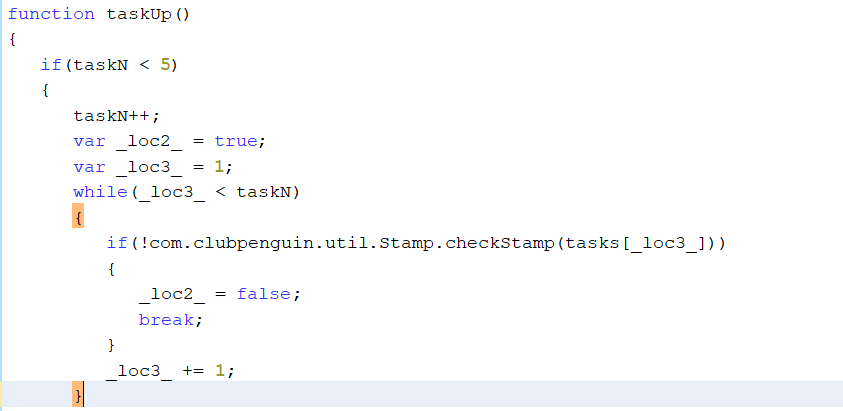 function taskUp()
{
if(taskN < 5)
{
taskN++;
var _loc2_ = true;
var _loc3_ = 1;
while(_loc3_ < taskN)
{
if(!com.clubpenguin.util.Stamp.checkStamp(tasks[_loc3_]))
{
_loc2_ = false;
break;
}
_loc3_ += 1;
}